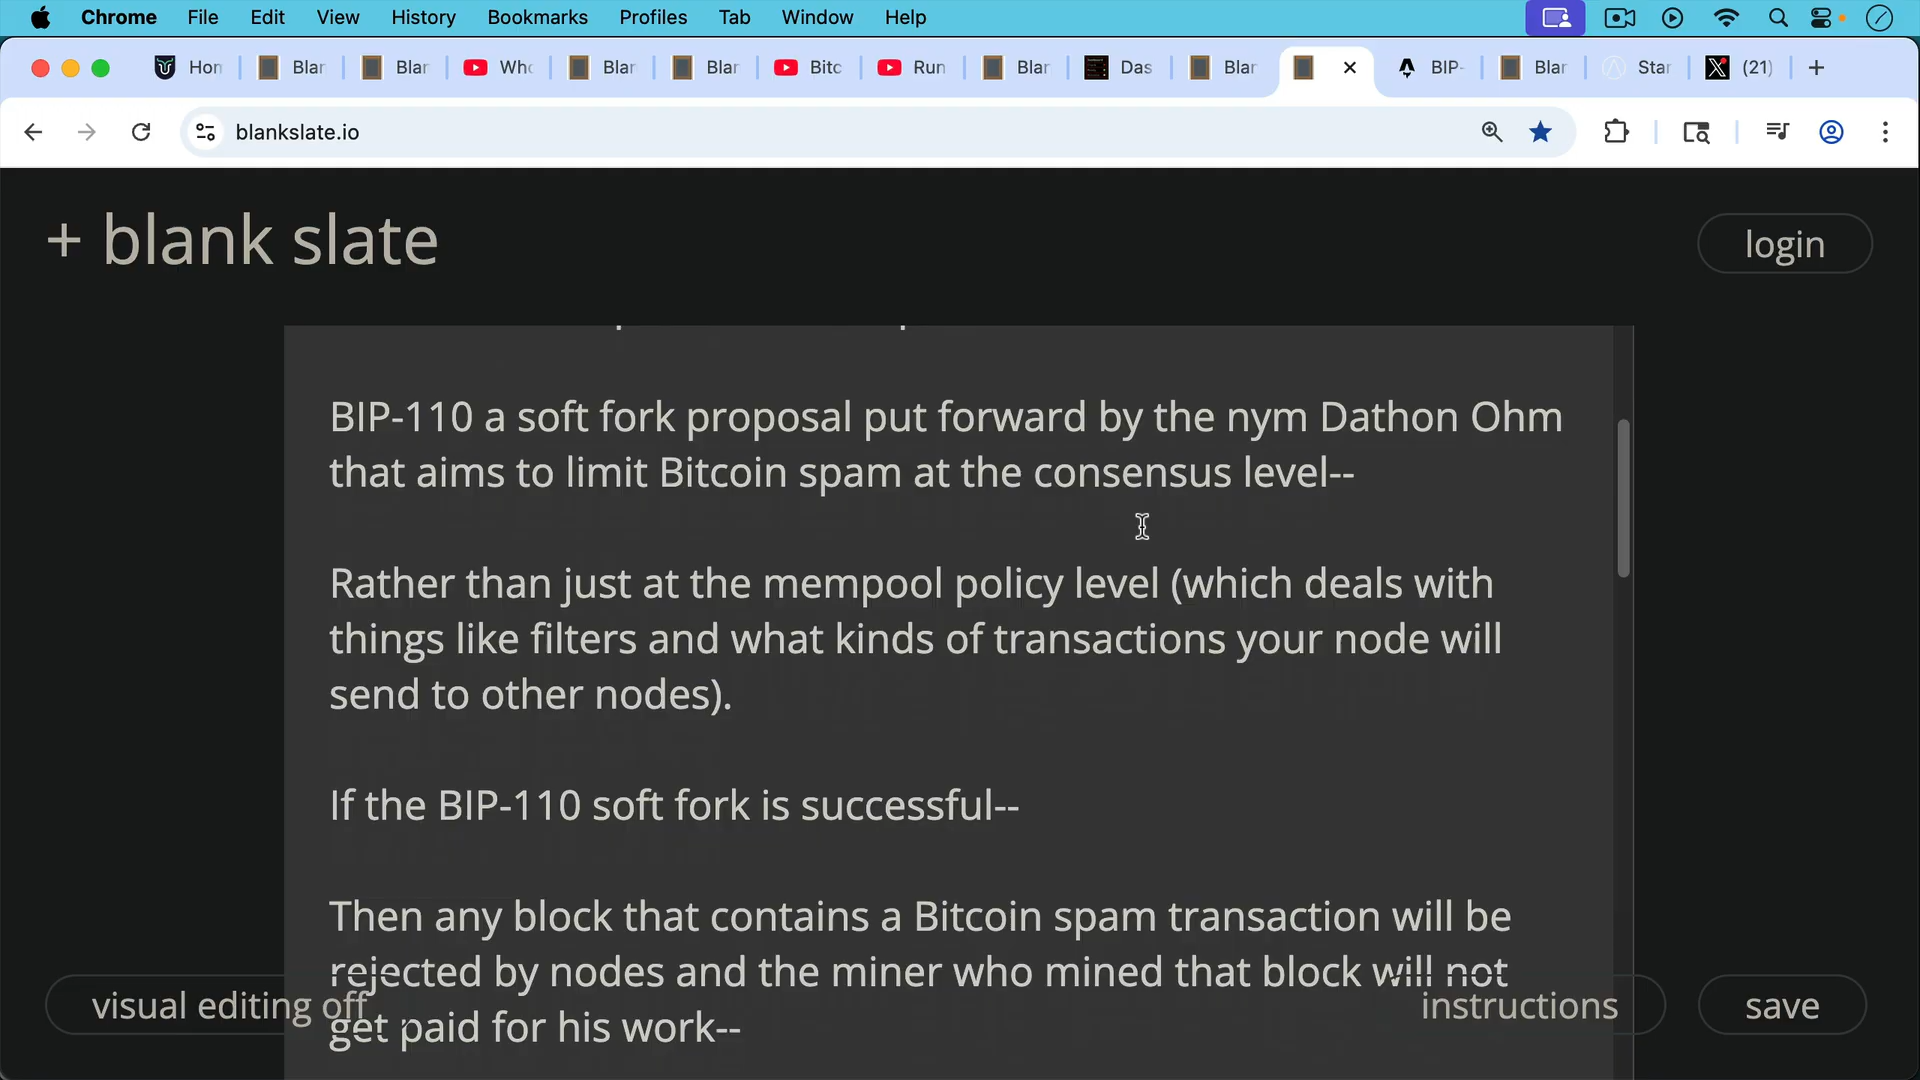 Chrome File Edit View History Bookmarks Profiles Tab Window Help
Hon Blar Blar Who Blar Blar Bitc Run Blar Das Blar BIP- Blar Star (21)
blankslate.io
+ blank slate
login
BIP-110 a soft fork proposal put forward by the nym Dathon Ohm
that aims to limit Bitcoin spam at the consensus level--
Rather than just at the mempool policy level (which deals with
things like filters and what kinds of transactions your node will
send to other nodes).
If the BIP-110 soft fork is successful--
Then any block that contains a Bitcoin spam transaction will be
rejected by nodes and the miner who mined that block will not
get paid for his work--
visual editing off
instructions
save